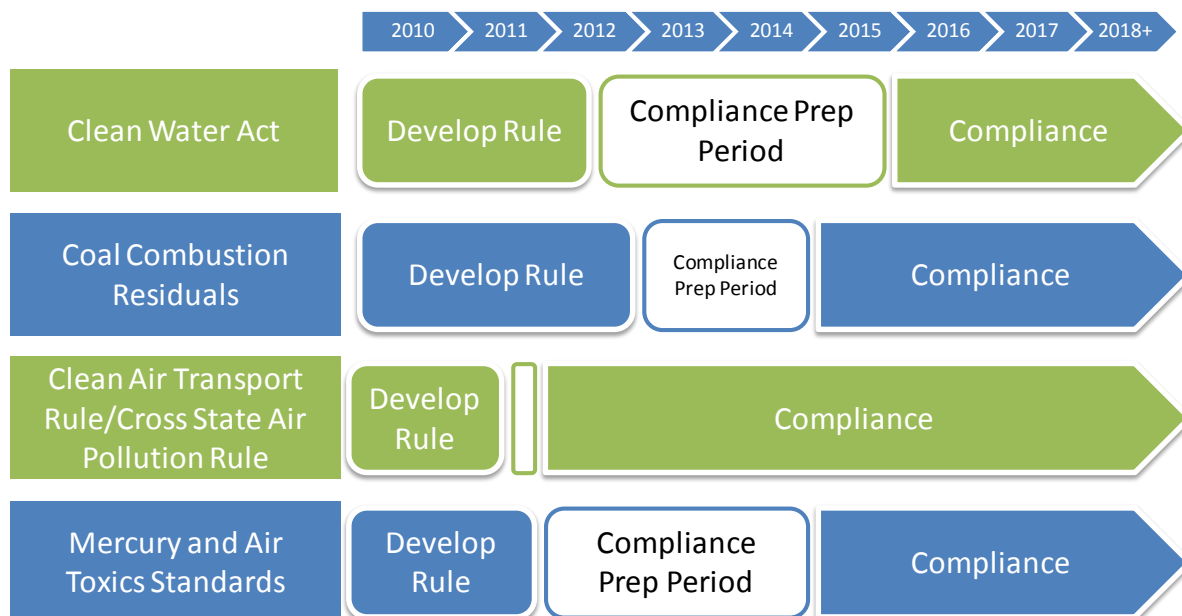 2010 2011 2012 2013 2014 2015 2016 2017 2018+
Clean Water Act
Develop Rule
Compliance Prep
Period
Compliance
Coal Combustion
Residuals
Develop Rule
Compliance
Prep Period
Compliance
Clean Air Transport
Rule/Cross State Air
Pollution Rule
Develop
Rule
Compliance
Mercury and Air
Toxics Standards
Develop
Rule
Compliance
Prep Period
Compliance